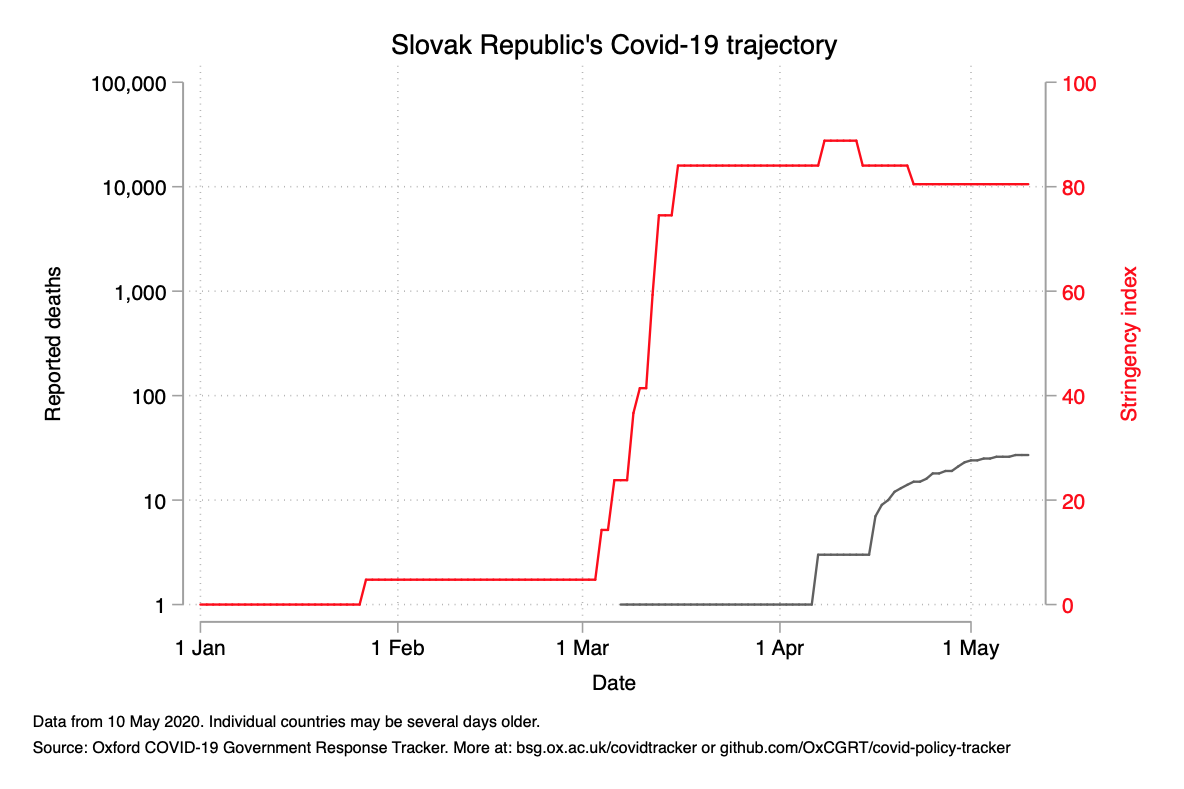 Slovak Republic's Covid-19 trajectory
100,000
10,000
1,000
100
10
1
Reported deaths
100
80
60
40
20
0
Stringency index
1 Jan 1 Feb 1 Mar 1 Apr 1 May
Date
Data from 10 May 2020. Individual countries may be several days older.
Source: Oxford COVID-19 Government Response Tracker. More at: bsg.ox.ac.uk/covidtracker or github.com/OxCGRT/covid-policy-tracker